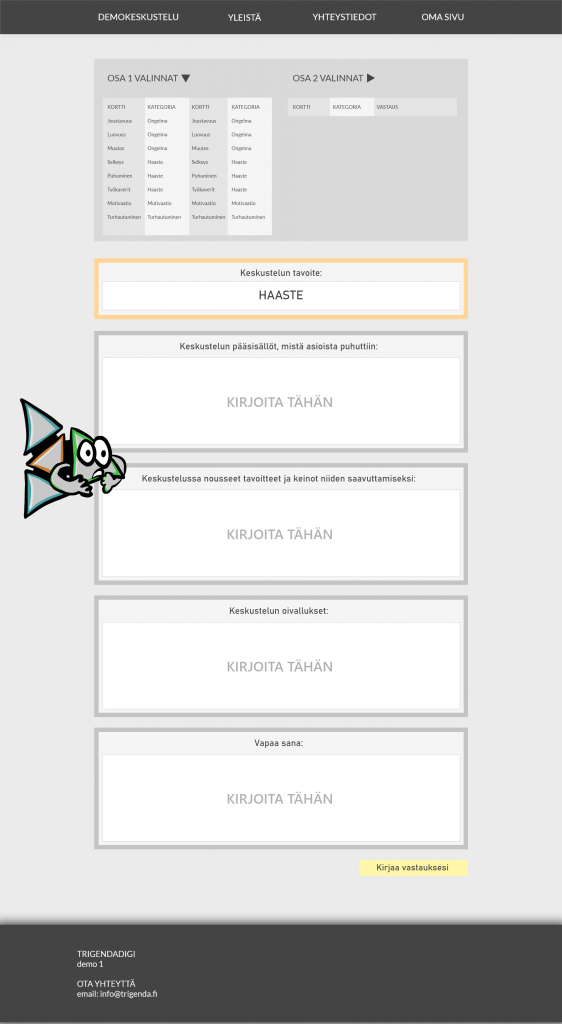 DEMOKESKUSTELU YLEISTÄ YHTEYSTIEDOT OMA SIVU
OSA 1 VALINNAT
KORTTI KATEGORIA KORTTI KATEGORIA
Joustavuus Ongelma Joustavuus Ongelma
Luovuus Ongelma Luovuus Ongelma
Muutos Ongelma Muutos Ongelma
Selkeys Haaste Selkeys Haaste
Puhuminen Haaste Puhuminen Haaste
Työkaverit Haaste Työkaverit Haaste
Motivaatio Motivaatio Motivaatio Motivaatio
Turhautuminen Turhautuminen Turhautuminen Turhautuminen
OSA 2 VALINNAT
KORTTI KATEGORIA VASTAUS
Keskustelun tavoite:
HAASTE
Keskustelun pääsisällöt, mistä asioista puhuttiin:
KIRJOITA TÄHÄN
Keskustelussa nousseet tavoitteet ja keinot niiden saavuttamiseksi:
KIRJOITA TÄHÄN
Keskustelun oivallukset:
KIRJOITA TÄHÄN
Vapaa sana:
KIRJOITA TÄHÄN
Kirjaa vastauksesi
TRIGENDADIGI
demo 1
OTA YHTEYTTÄ
email: info@trigenda.fi